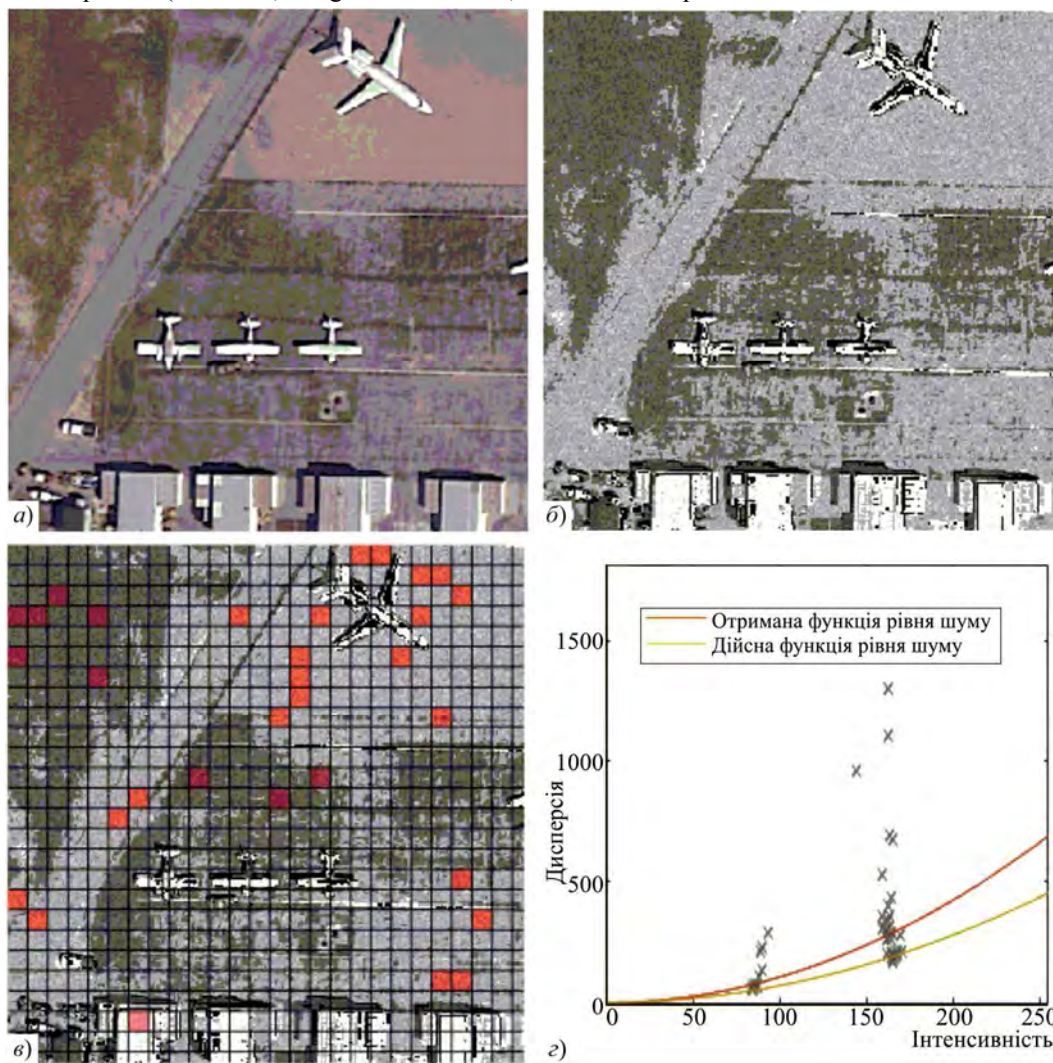 а)
б)
Отримана функція рівня шуму
Дійсна функція рівня шуму
1500
1000
500
0
Дисперсія
0
50
100
150
200
250
Інтенсивність
в)
г)